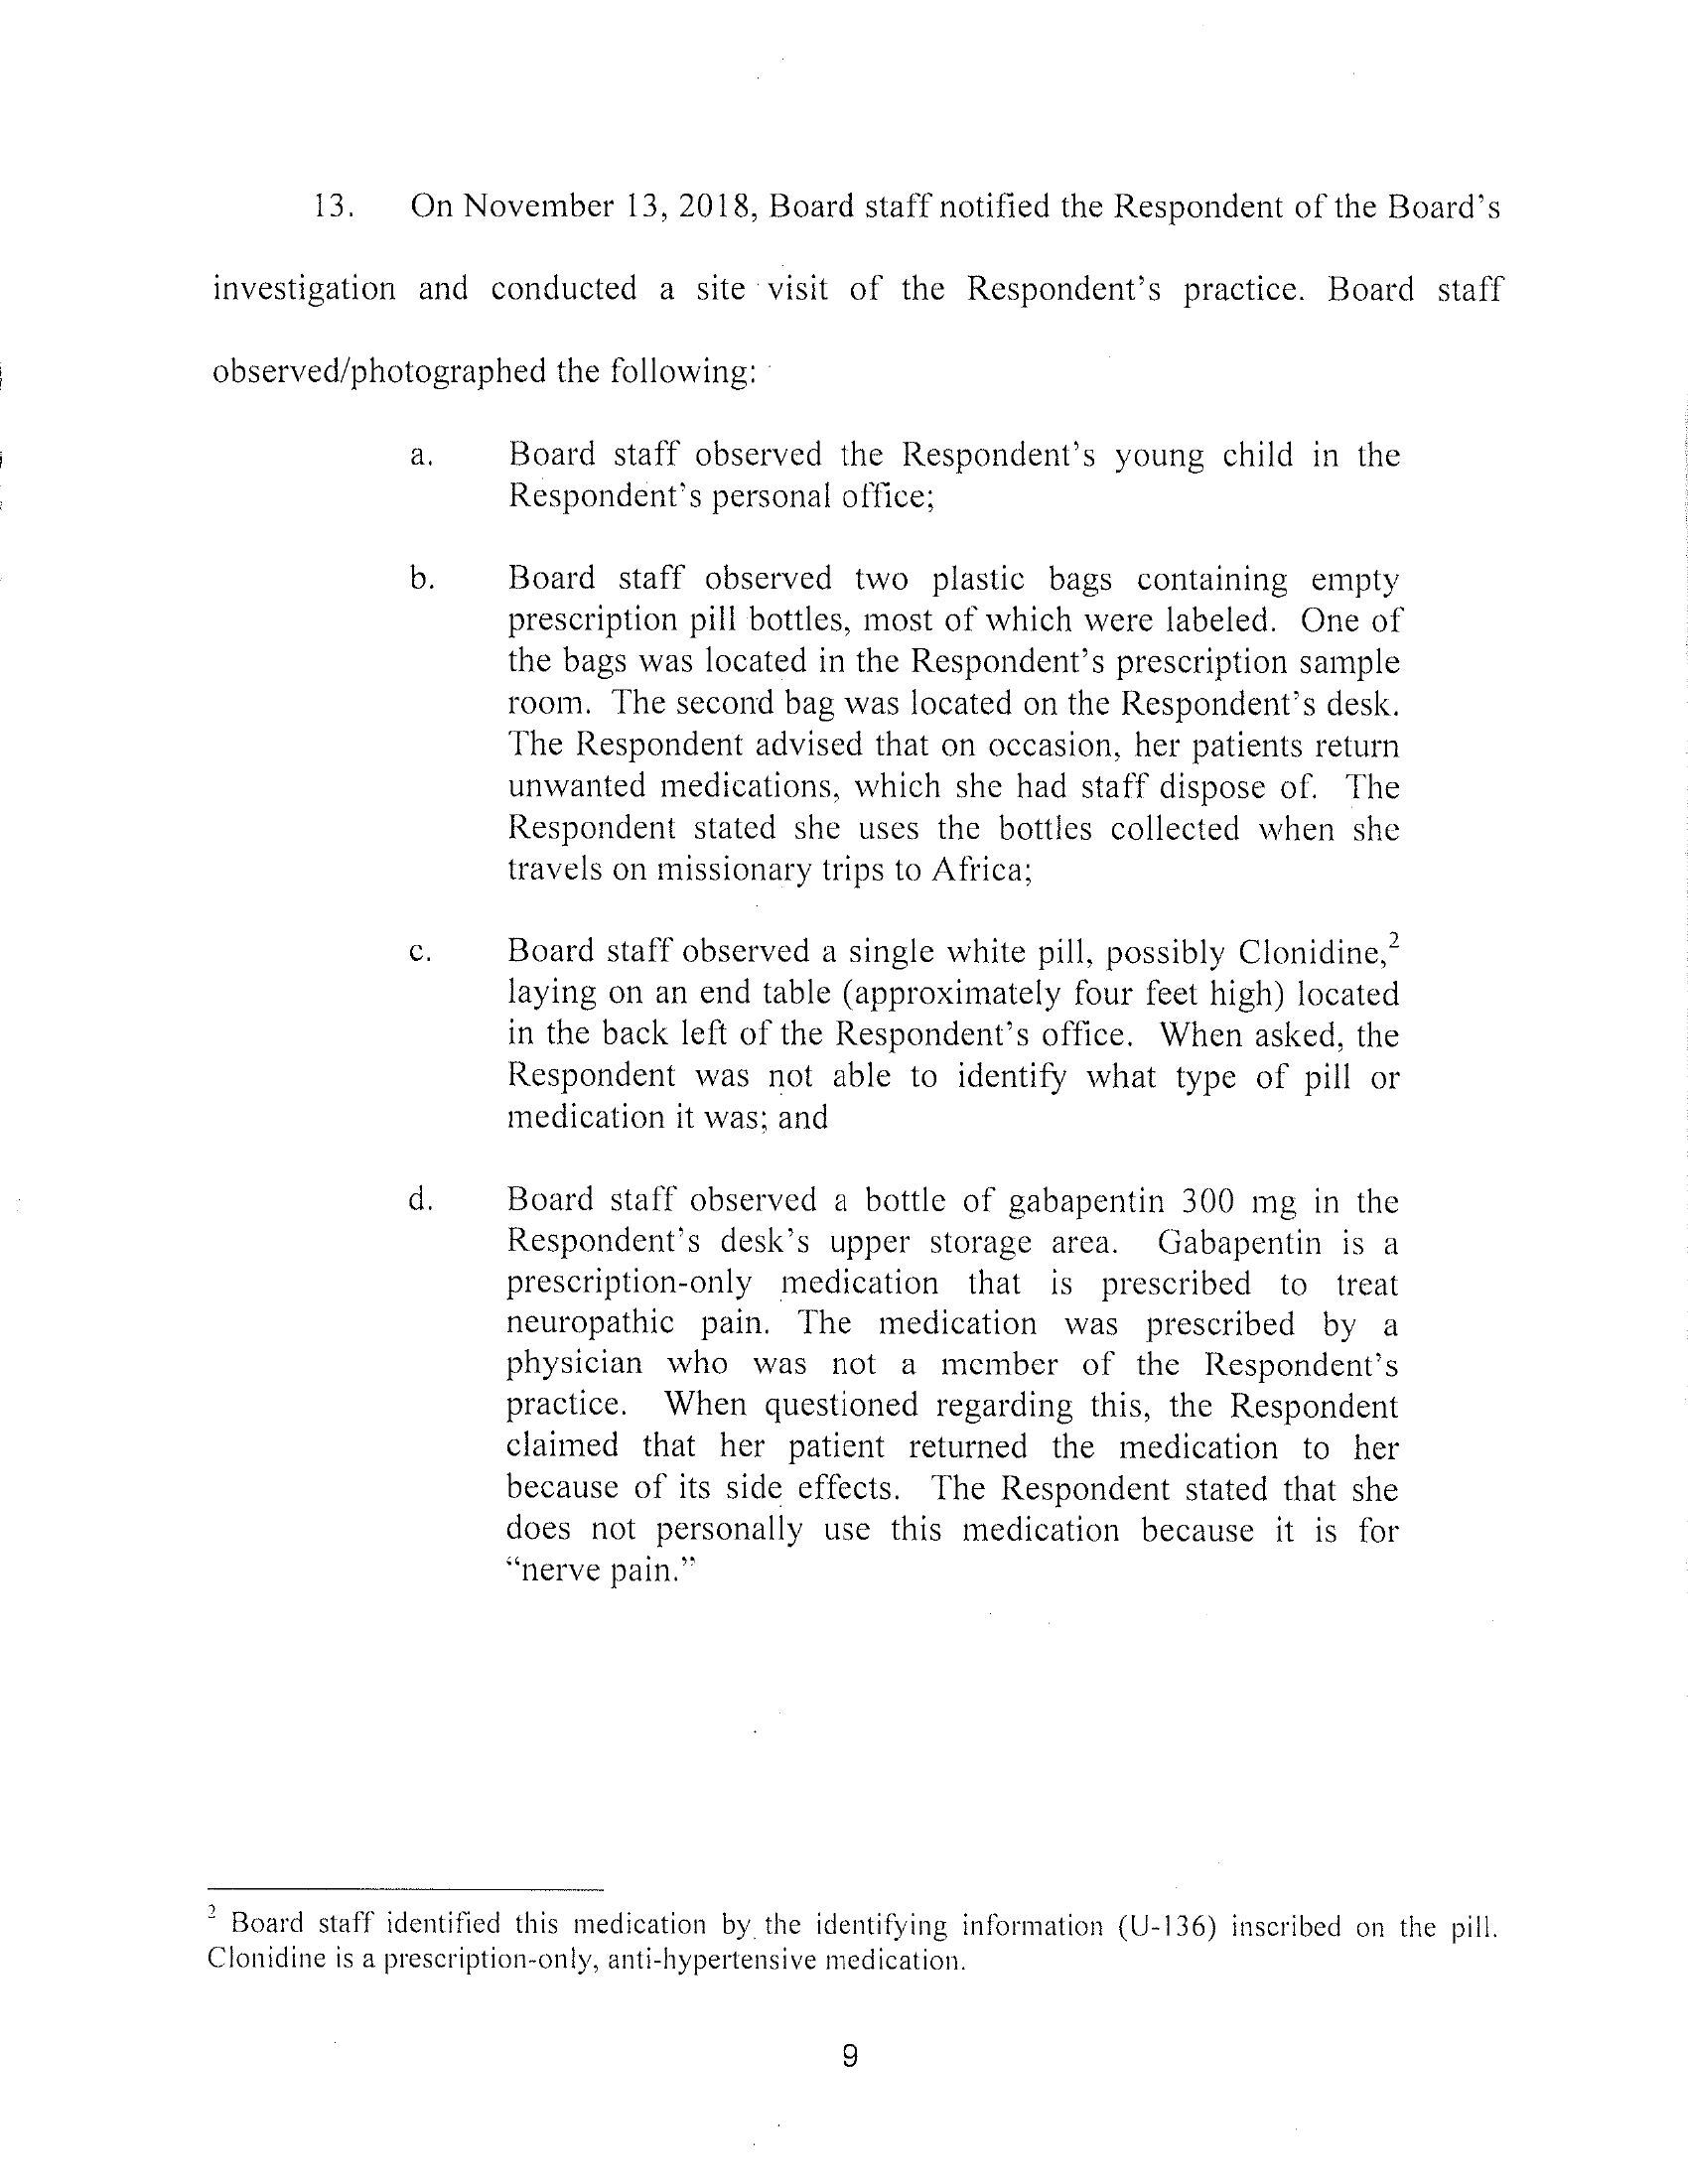 13. On November 13, 2018, Board staff notified the Respondent of the Board's
investigation and conducted a site visit of the Respondent's practice. Board staff
observed/photographed the following:
a. Board staff observed the Respondent's young child in the
Respondent's personal office;
b. Board staff observed two plastic bags containing empty
prescription pill bottles, most of which were labeled. One of
the bags was located in the Respondent's prescription sample
room. The second bag was located on the Respondent's desk.
The Respondent advised that on occasion, her patients return
unwanted medications, which she had staff dispose of. The
Respondent stated she uses the bottles collected when she
travels on missionary trips to Africa;
c. Board staff observed a single white pill, possibly Clonidine,²
laying on an end table (approximately four feet high) located
in the back left of the Respondent's office. When asked, the
Respondent was not able to identify what type of pill or
medication it was; and
d. Board staff observed a bottle of gabapentin 300 mg in the
Respondent's desk's upper storage area. Gabapentin is a
prescription-only medication that is prescribed to treat
neuropathic pain. The medication was prescribed by a
physician who was not a member of the Respondent's
practice. When questioned regarding this, the Respondent
claimed that her patient returned the medication to her
because of its side effects. The Respondent stated that she
does not personally use this medication because it is for
“nerve pain.”
² Board staff identified this medication by the identifying information (U-136) inscribed on the pill.
Clonidine is a prescription-only, anti-hypertensive medication.
9